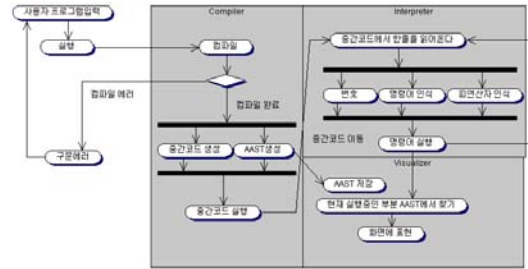 Compiler
Interpreter
사용자 프로그램입력
실행
컴파일
중간코드에서 한줄을 읽어온다
번호
명령어 인식
피연산자 인식
컴파일 에러
컴파일 완료
구문에러
중간코드 생성
AAST생성
중간코드 이동
명령어 실행
Visualizer
AAST 저장
중간코드 실행
현재 실행중인 부분 AAST에서 찾기
화면에 표현